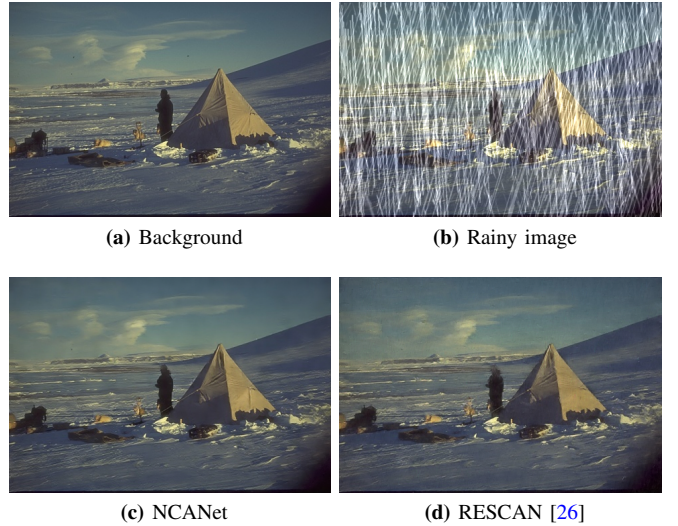 (a) Background
(b) Rainy image
(c) NCANet
(d) RESCAN [26]